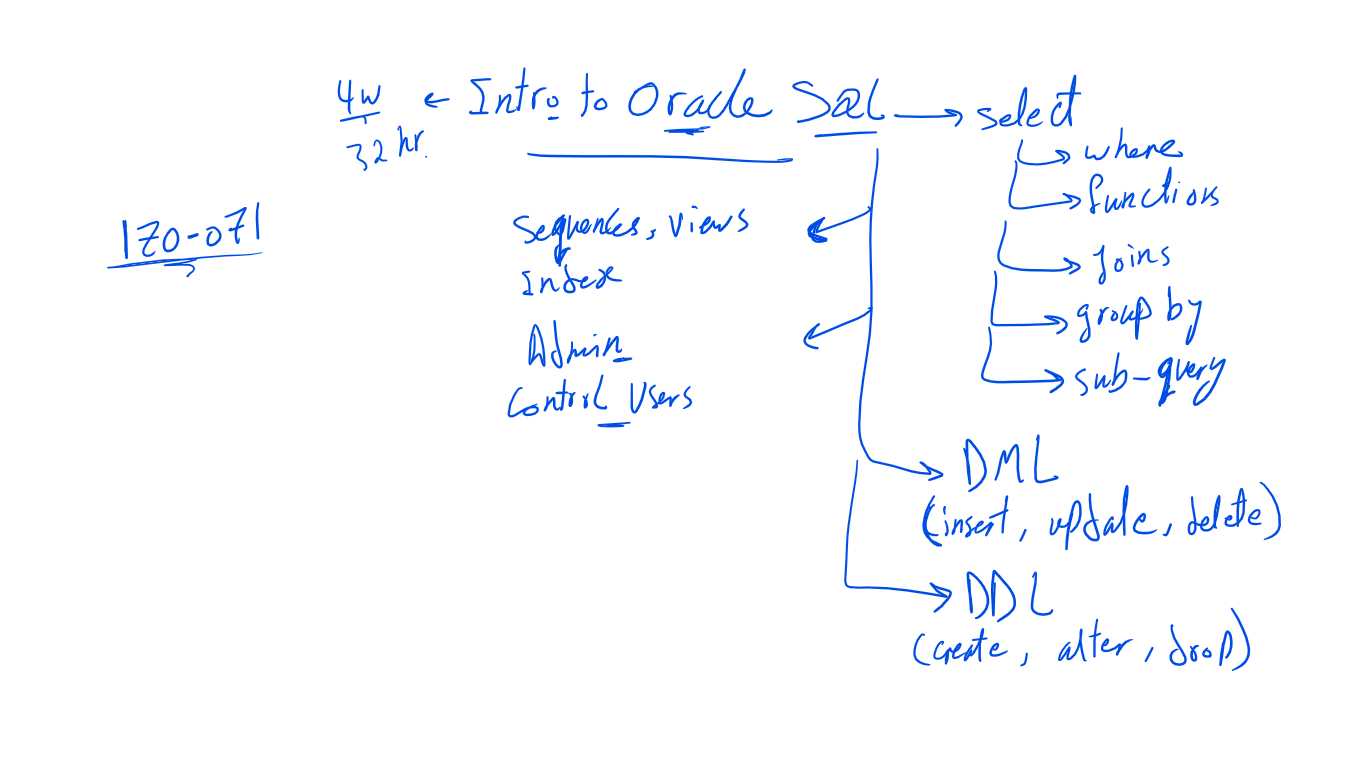 4w ← Intro to Oracle SQL → select
32 hr.
→ where
→ functions
→ Joins
→ group by
→ sub-query
1Z0-071
Sequences, Views
Index
Admin
Control Users
→ DML
(insert, update, delete)
→ DDL
(create, alter, drop)